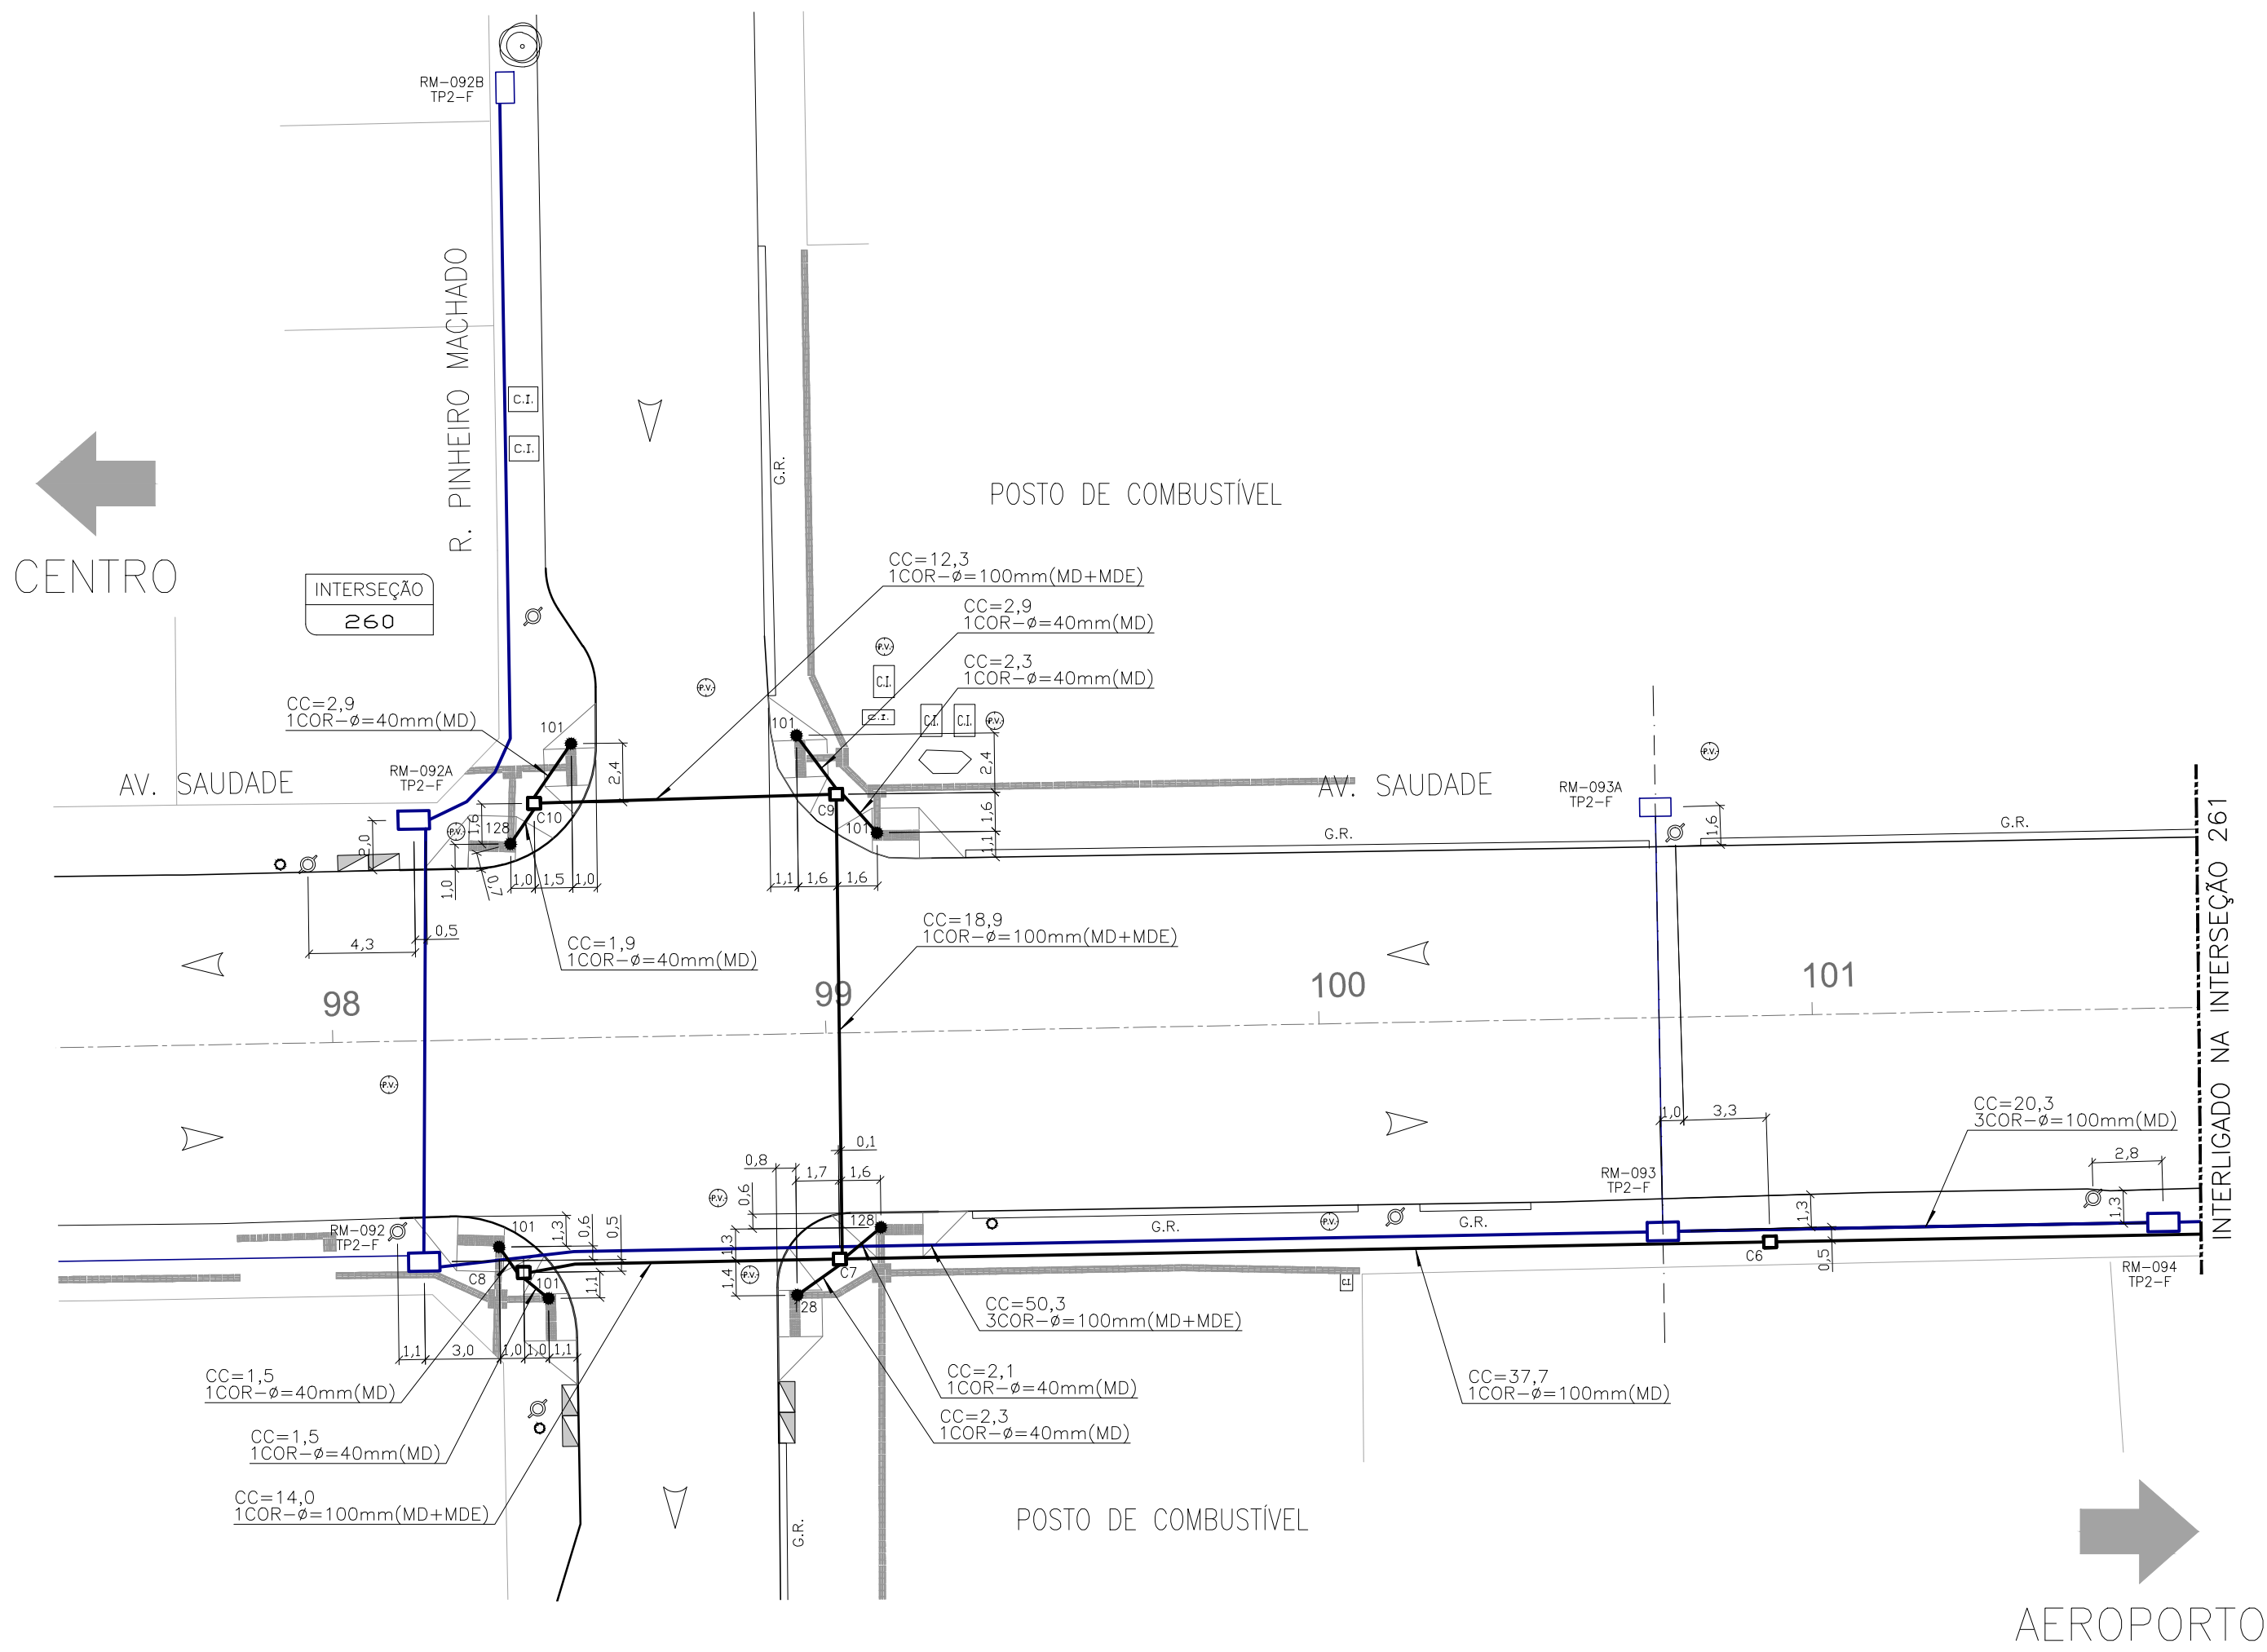 RM-092B
TP2-F
R. PINHEIRO MACHADO
C.I.
C.I.
G.R.
POSTO DE COMBUSTÍVEL
CENTRO
INTERSEÇÃO
260
CC=12,3
1COR-ø=100mm(MD+MDE)
CC=2,9
1COR-ø=40mm(MD)
CC=2,3
1COR-ø=40mm(MD)
P.V.
C.I.
C.I.
C.I.
C.I.
P.V.
P.V.
CC=2,9
1COR-ø=40mm(MD)
101
101
2,4
2,4
P.V.
AV. SAUDADE
RM-092A
TP2-F
AV. SAUDADE
RM-093A
TP2-F
C9
C10
1,6
1,6
1,6
128
101
P.V.
2,0
1,1
G.R.
G.R.
1,0
0,7
1,0
1,5
1,0
1,1
1,6
1,6
0,5
4,3
CC=1,9
1COR-ø=40mm(MD)
CC=18,9
1COR-ø=100mm(MD+MDE)
98
99
100
101
INTERLIGADO NA INTERSEÇÃO 261
P.V.
1,0
3,3
CC=20,3
3COR-ø=100mm(MD)
0,1
0,8
1,7
1,6
2,8
RM-093
TP2-F
P.V.
0,6
1,3
1,3
RM-092
TP2-F
101
1,3
0,6
0,5
128
G.R.
P.V.
G.R.
1,3
C8
101
1,1
P.V.
1,4
C7
128
C6
0,5
C.I.
RM-094
TP2-F
1,1
3,0
1,0
1,0
1,1
CC=50,3
3COR-ø=100mm(MD+MDE)
CC=1,5
1COR-ø=40mm(MD)
CC=2,1
1COR-ø=40mm(MD)
CC=37,7
1COR-ø=100mm(MD)
CC=2,3
1COR-ø=40mm(MD)
CC=1,5
1COR-ø=40mm(MD)
CC=14,0
1COR-ø=100mm(MD+MDE)
G.R.
POSTO DE COMBUSTÍVEL
AEROPORTO